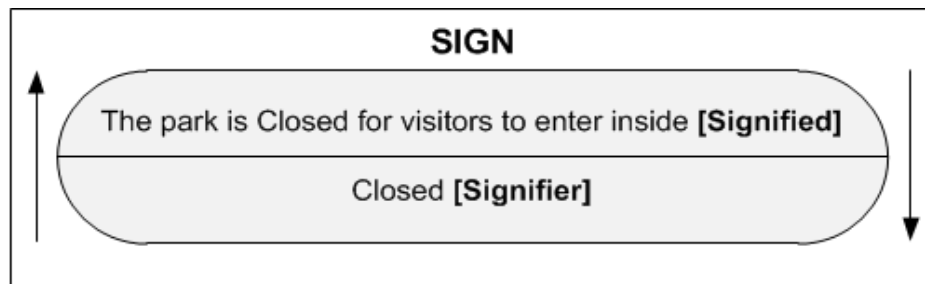 SIGN
The park is Closed for visitors to enter inside [Signified]
Closed [Signifier]